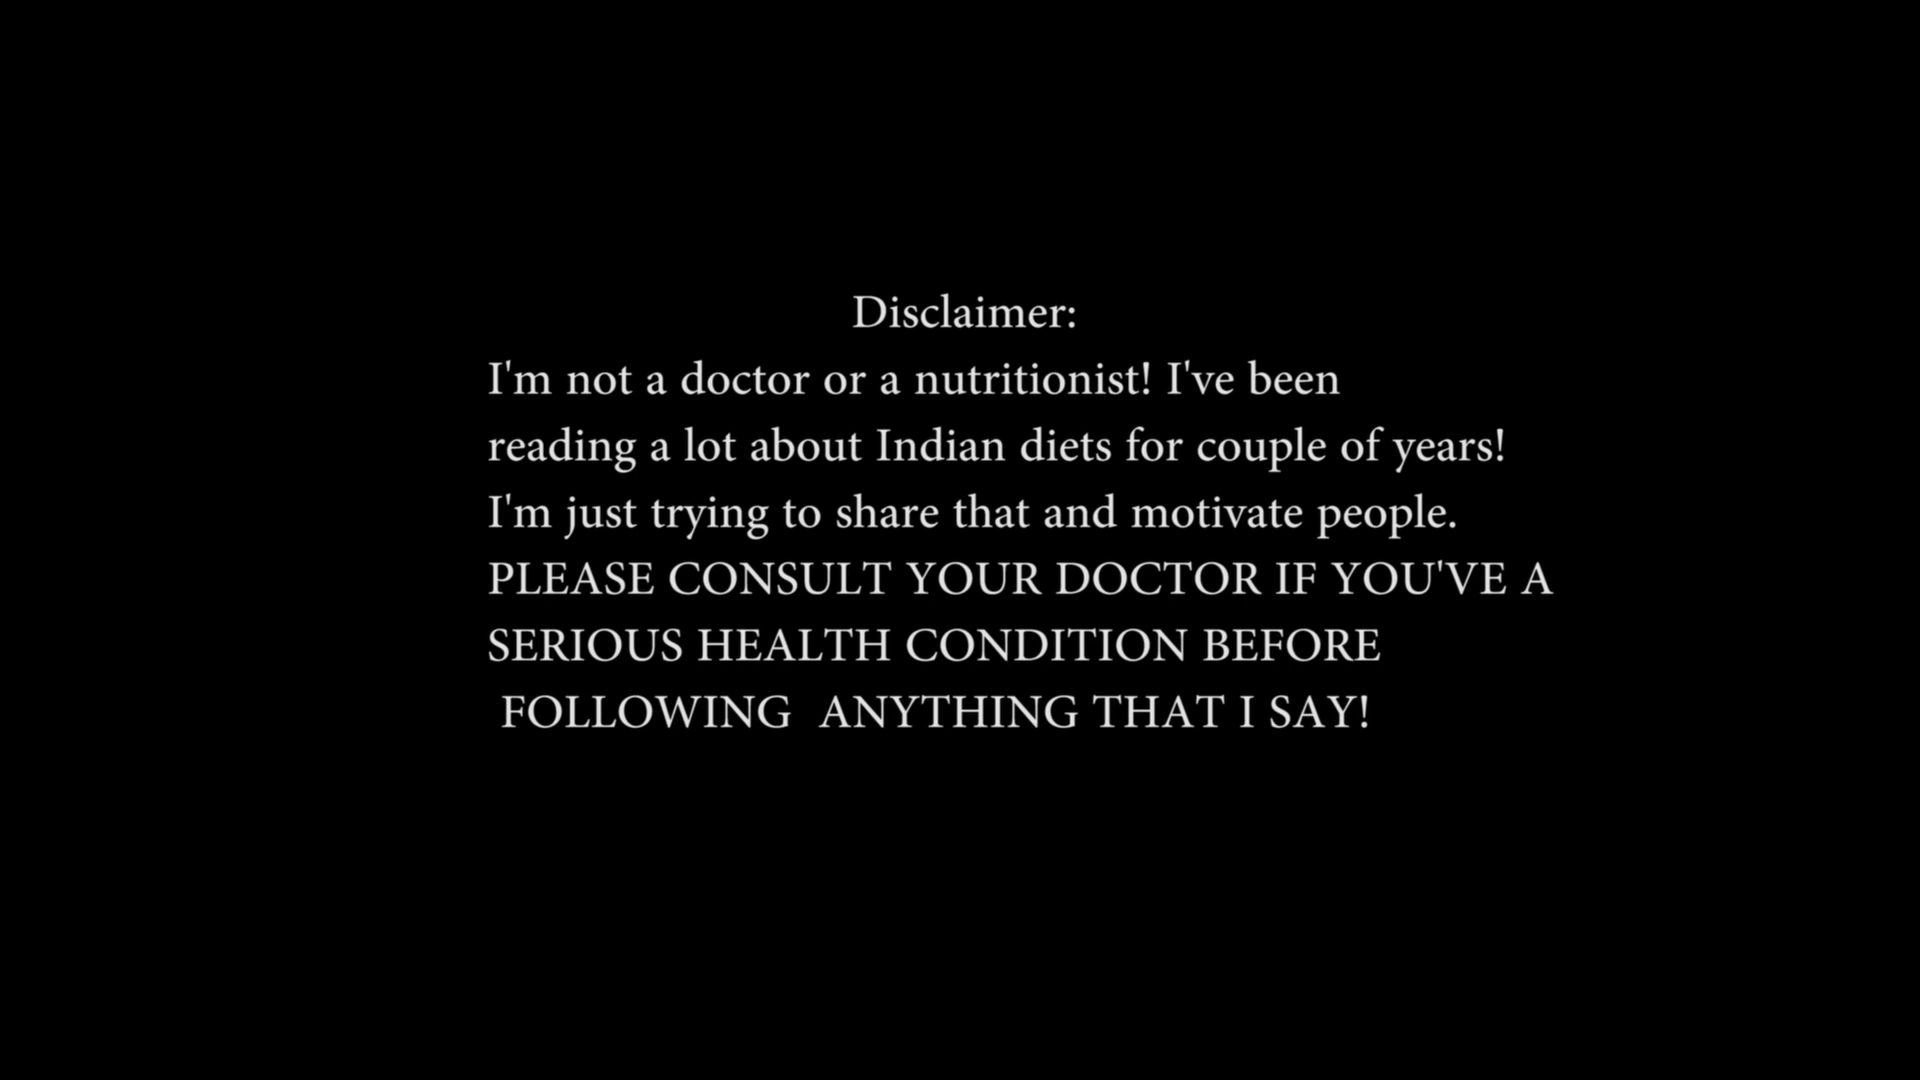 Disclaimer:
I'm not a doctor or a nutritionist! I've been
reading a lot about Indian diets for couple of years!
I'm just trying to share that and motivate people.
PLEASE CONSULT YOUR DOCTOR IF YOU'VE A
SERIOUS HEALTH CONDITION BEFORE
FOLLOWING  ANYTHING THAT I SAY!